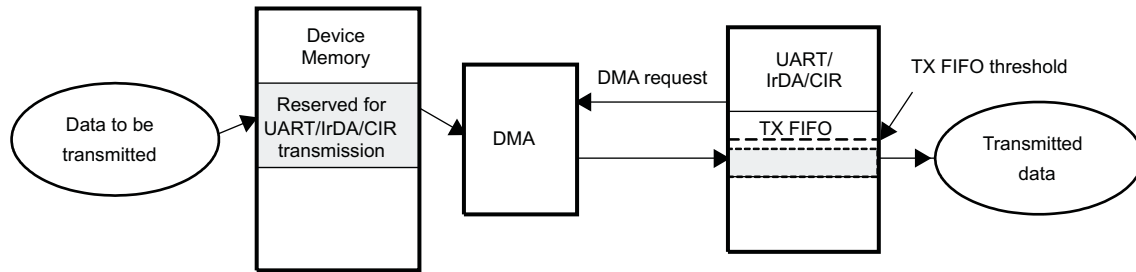 Data to be
transmitted
Device
Memory
Reserved for
UART/IrDA/CIR
transmission
DMA
DMA request
UART/
IrDA/CIR
TX FIFO
TX FIFO threshold
Transmitted
data